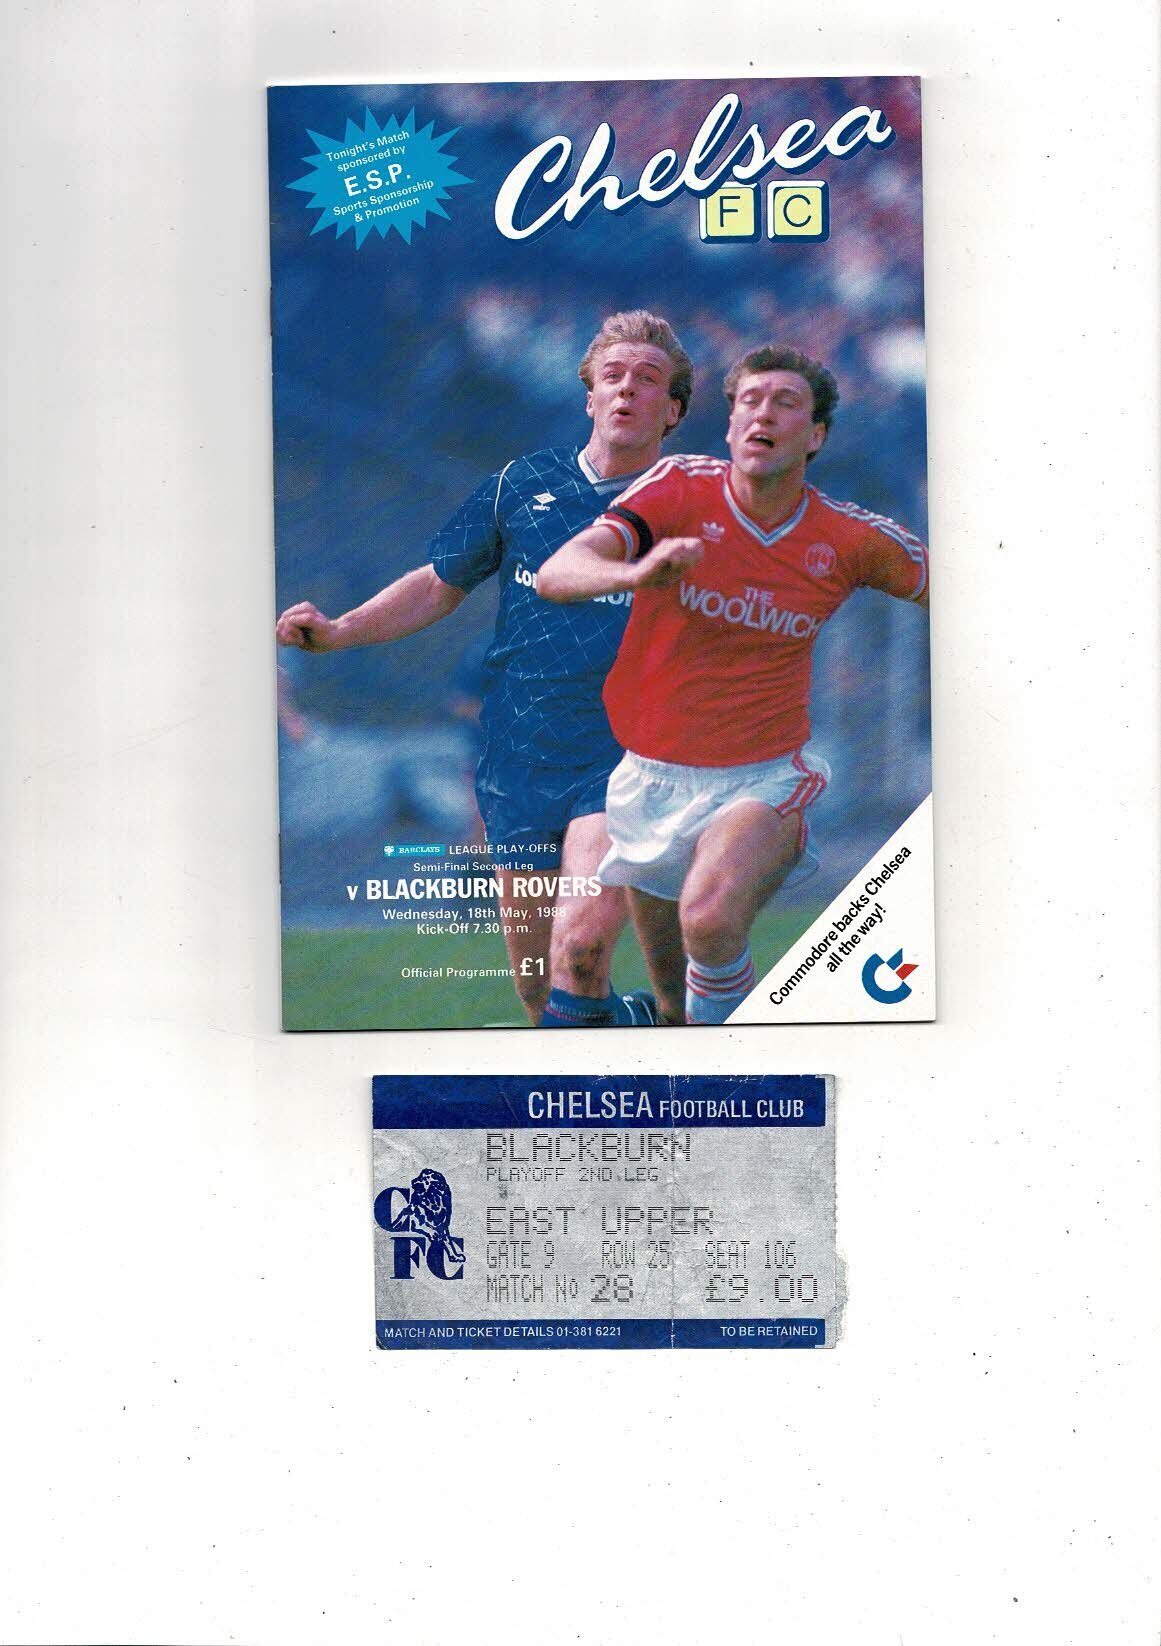 Tonight's Match
sponsored by
E.S.P.
Sports Sponsorship
& Promotion
Chelsea
F C
umbro
THE
WOOLWICH
BARCLAYS LEAGUE PLAY-OFFS
Semi-Final Second Leg
v BLACKBURN ROVERS
Wednesday, 18th May, 1988
Kick-Off 7.30 p.m.
Official Programme £1
Commodore backs Chelsea
all the way!
CHELSEA FOOTBALL CLUB
BLACKBURN
PLAYOFF 2ND LEG
C
FC
EAST UPPER
GATE 9 ROW 25 SEAT 106
MATCH NO 28 £9.00
MATCH AND TICKET DETAILS 01-381 6221 TO BE RETAINED